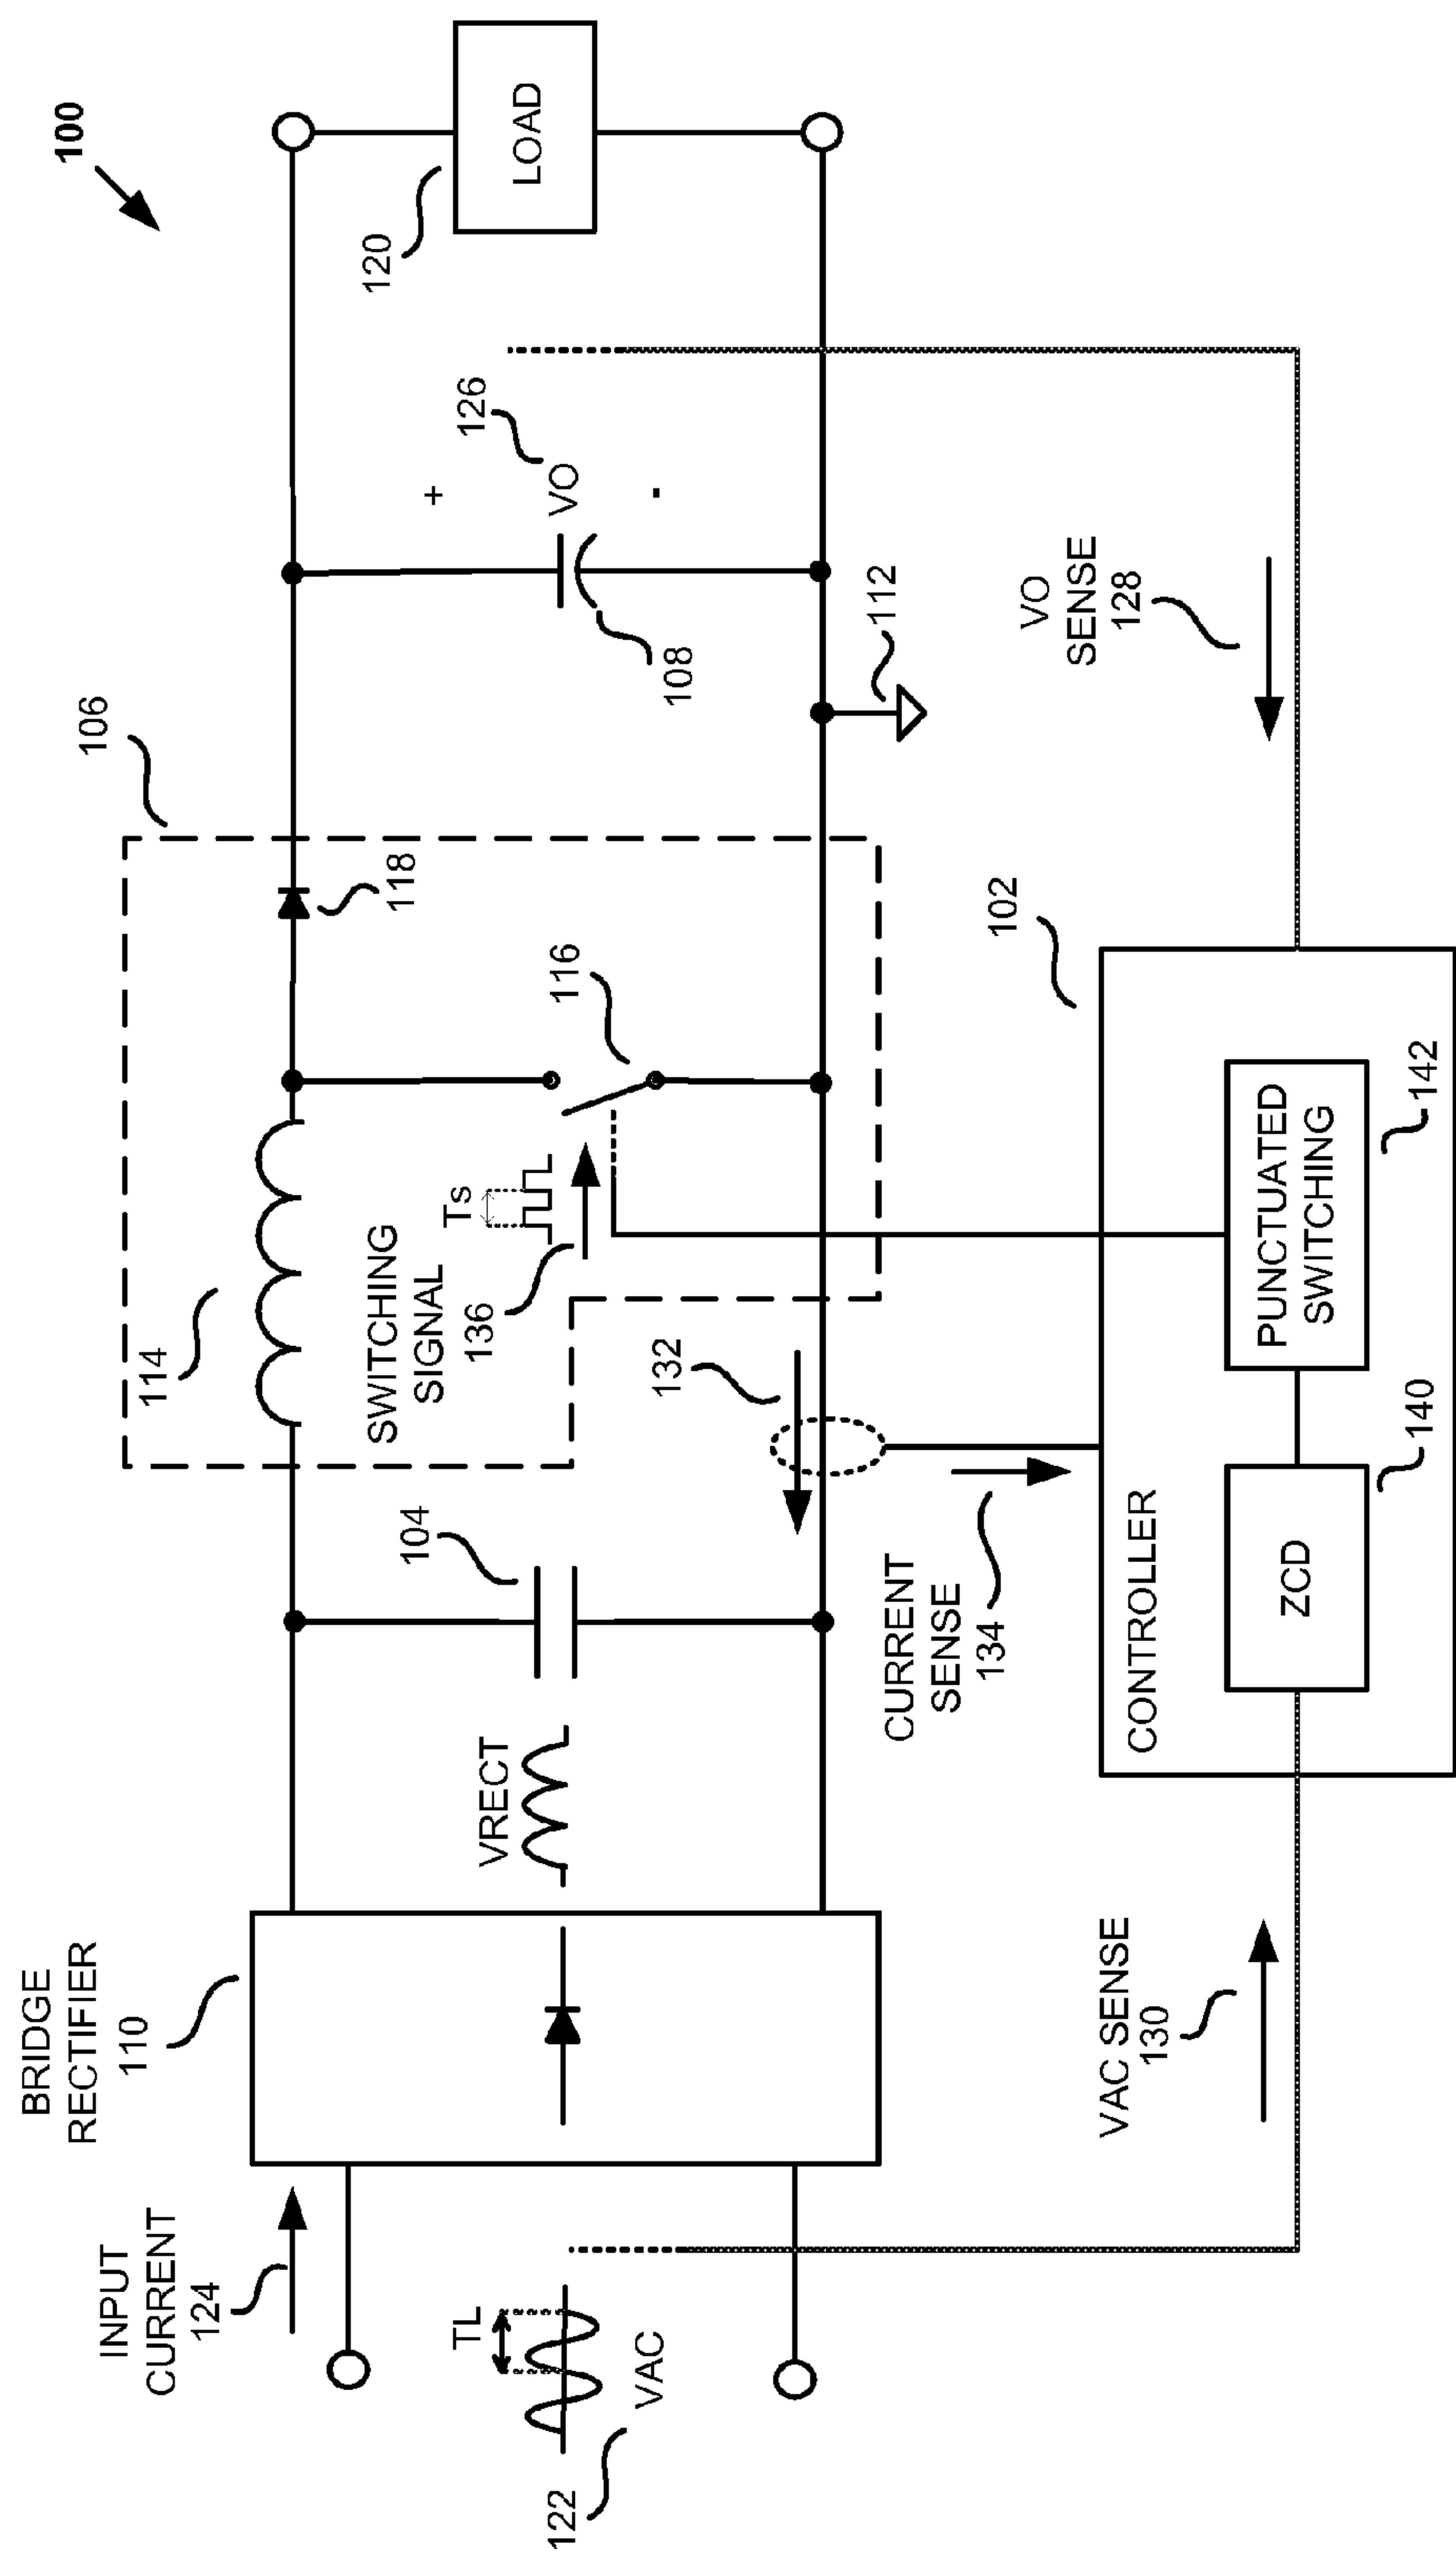 100
BRIDGE
RECTIFIER
110
INPUT
CURRENT
124
TL
VAC
122
VRECT
104
114
106
SWITCHING
SIGNAL
136
Ts
116
118
132
+
VO
-
126
108
112
120
LOAD
VO
SENSE
128
CURRENT
SENSE
134
VAC SENSE
130
102
CONTROLLER
ZCD
140
PUNCTUATED
SWITCHING
142